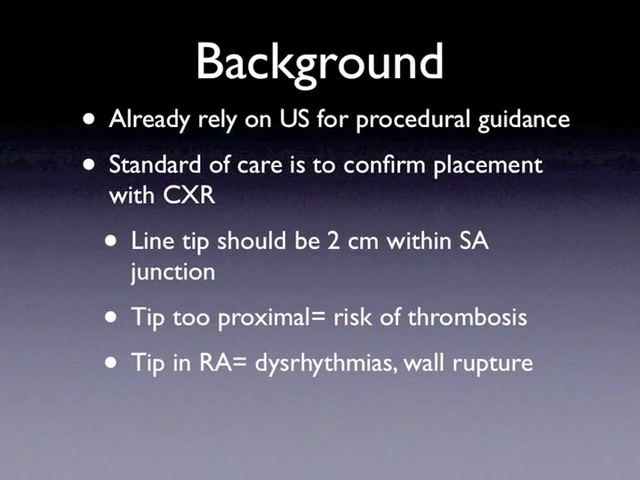 Background
• Already rely on US for procedural guidance
• Standard of care is to confirm placement
with CXR
• Line tip should be 2 cm within SA
junction
• Tip too proximal= risk of thrombosis
• Tip in RA= dysrhythmias, wall rupture